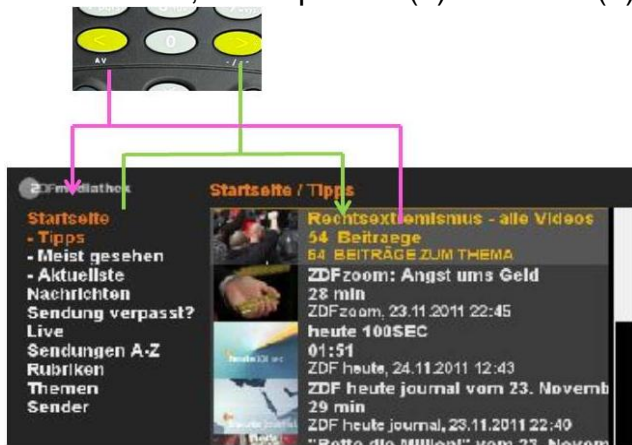 <
0
>
AV
-/--
ZDFmediathek
Startseite / Tipps
Startseite
- Tipps
- Meist gesehen
- Aktuellste
Nachrichten
Sendung verpasst?
Live
Sendungen A-Z
Rubriken
Themen
Sender
Rechtsextremismus - alle Videos
54 Beitraege
54 BEITRÄGE ZUM THEMA
ZDFzoom: Angst ums Geld
28 min
ZDFzoom, 23.11.2011 22:45
heute 100SEC
01:51
ZDF heute, 24.11.2011 12:43
ZDF heute journal vom 23. Novemb
29 min
ZDF heute journal, 23.11.2011 22:40